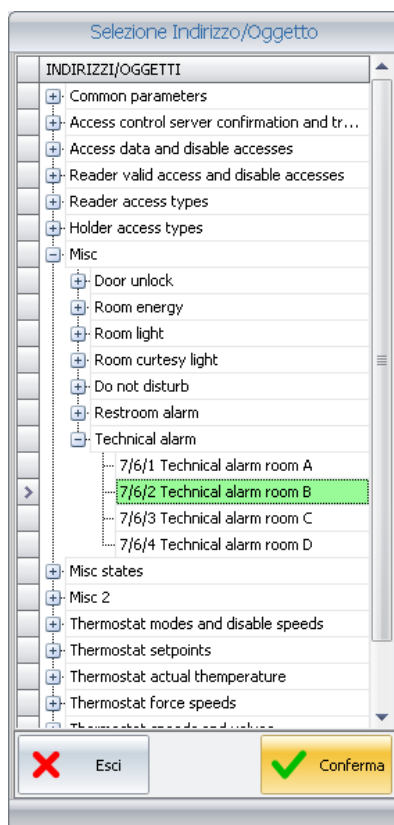 Selezione Indirizzo/Oggetto
INDIRIZZI/OGGETTI
Common parameters
Access control server confirmation and tr...
Access data and disable accesses
Reader valid access and disable accesses
Reader access types
Holder access types
Misc
Door unlock
Room energy
Room light
Room curtesy light
Do not disturb
Restroom alarm
Technical alarm
7/6/1 Technical alarm room A
7/6/2 Technical alarm room B
7/6/3 Technical alarm room C
7/6/4 Technical alarm room D
Misc states
Misc 2
Thermostat modes and disable speeds
Thermostat setpoints
Thermostat actual themperature
Thermostat force speeds
Thermostat speeds and valves
Esci
Conferma